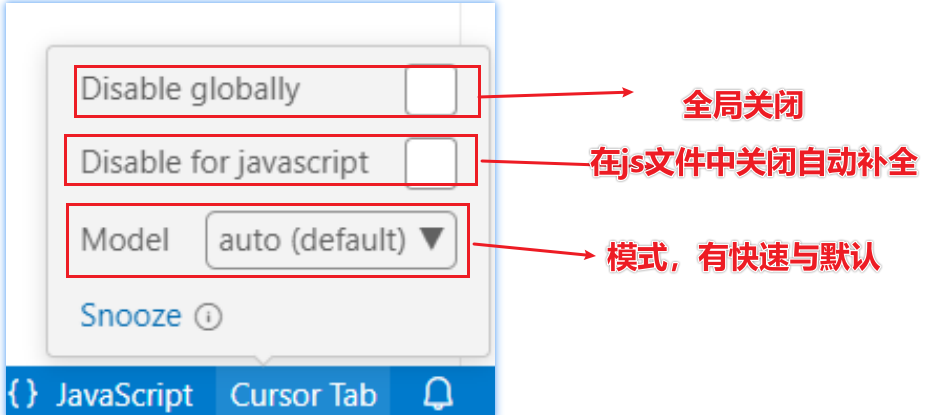 Disable globally
全局关闭
Disable for javascript
在js文件中关闭自动补全
Model auto (default) ▼
模式，有快速与默认
Snooze
{ } JavaScript Cursor Tab